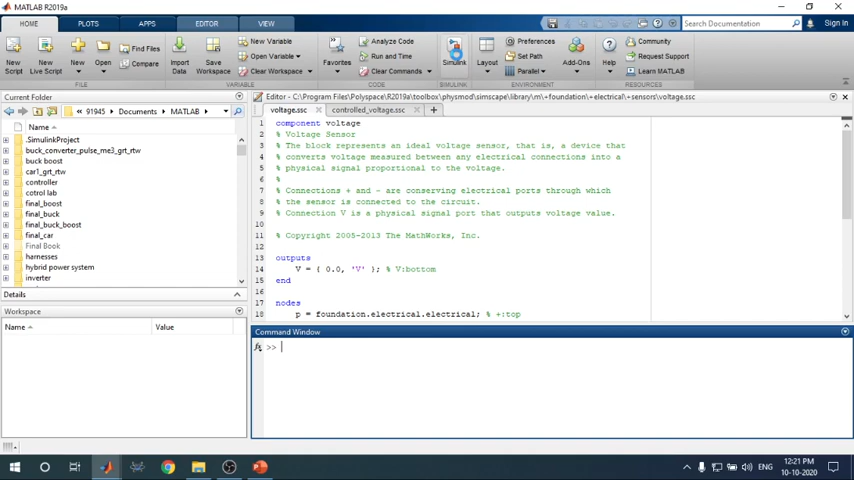 MATLAB R2019a
HOME PLOTS APPS EDITOR VIEW
Search Documentation
Sign In
New Script
New Live Script
New
Open
Find Files
Compare
FILE
Import Data
Save Workspace
New Variable
Open Variable
Clear Workspace
VARIABLE
Favorites
Analyze Code
Run and Time
Clear Commands
CODE
Simulink
SIMULINK
Layout
Preferences
Set Path
Parallel
ENVIRONMENT
Add-Ons
Help
Community
Request Support
Learn MATLAB
RESOURCES
Current Folder
« 91945 ▸ Documents ▸ MATLAB ▸
Name
.SimulinkProject
buck_converter_pulse_me3_grt_rtw
buck boost
car1_grt_rtw
controller
cotrol lab
final_boost
final_buck
final_buck_boost
final_car
Final Book
harnesses
hybrid power system
inverter
Details
Workspace
Name Value
Editor - C:\Program Files\Polyspace\R2019a\toolbox\physmod\simscape\library\m\+foundation\+electrical\+sensors\voltage.ssc
voltage.ssc controlled_voltage.ssc
1 component voltage
2 % Voltage Sensor
3 % The block represents an ideal voltage sensor, that is, a device that
4 % converts voltage measured between any electrical connections into a
5 % physical signal proportional to the voltage.
6 %
7 % Connections + and - are conserving electrical ports through which
8 % the sensor is connected to the circuit.
9 % Connection V is a physical signal port that outputs voltage value.
10
11 % Copyright 2005-2013 The MathWorks, Inc.
12
13 outputs
14 V = { 0.0, 'V' }; % V:bottom
15 end
16
17 nodes
18 p = foundation.electrical.electrical; % +:top
Command Window
fx >>
ENG
12:21 PM
10-10-2020